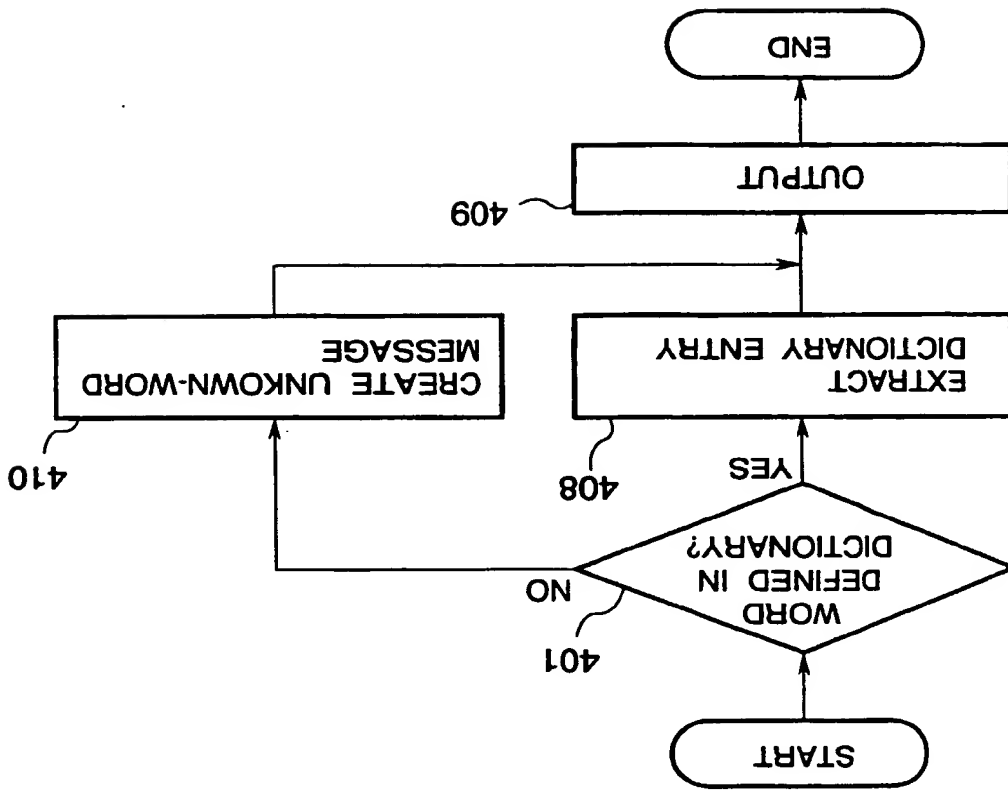 START
401
WORD
DEFINED IN
DICTIONARY?
NO
YES
408
EXTRACT
DICTIONARY ENTRY
410
CREATE UNKOWN-WORD
MESSAGE
409
OUTPUT
END